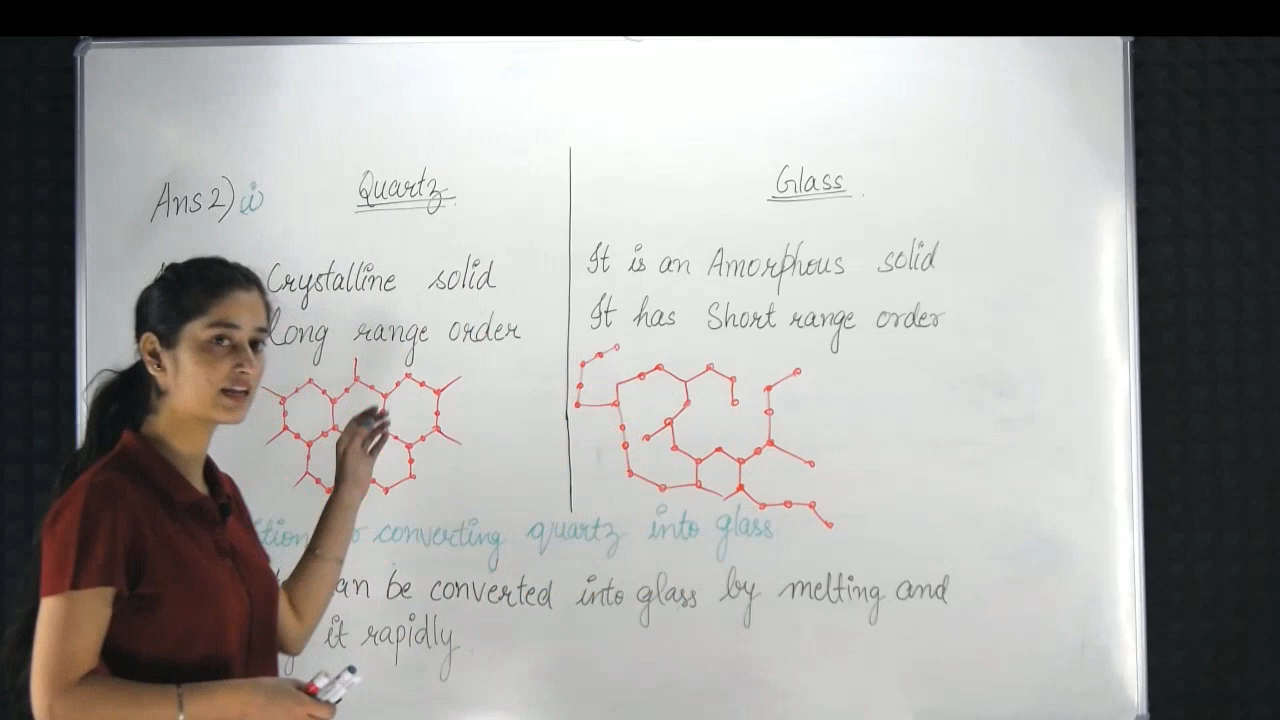 Ans 2) i)
Quartz
Crystalline solid
long range order
Glass
It is an Amorphous solid
It has Short range order
converting quartz into glass
an be converted into glass by melting and
it rapidly